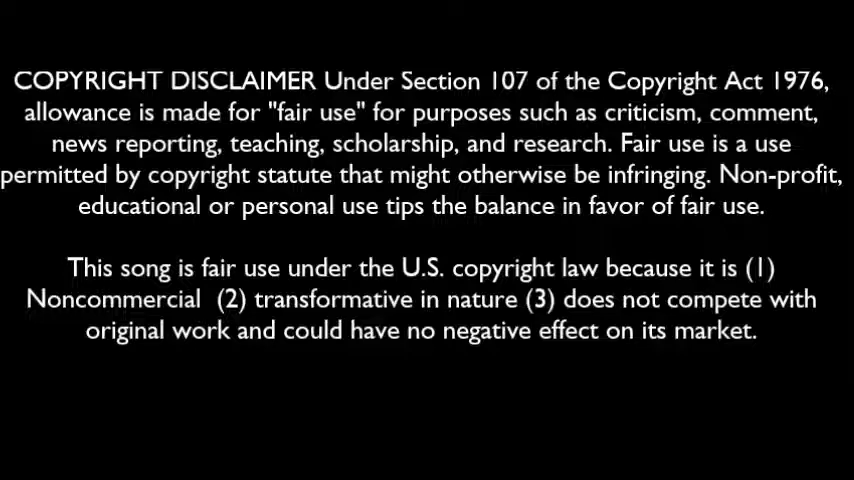 COPYRIGHT DISCLAIMER Under Section 107 of the Copyright Act 1976,
allowance is made for "fair use" for purposes such as criticism, comment,
news reporting, teaching, scholarship, and research. Fair use is a use
permitted by copyright statute that might otherwise be infringing. Non-profit,
educational or personal use tips the balance in favor of fair use.
This song is fair use under the U.S. copyright law because it is (1)
Noncommercial  (2) transformative in nature (3) does not compete with
original work and could have no negative effect on its market.